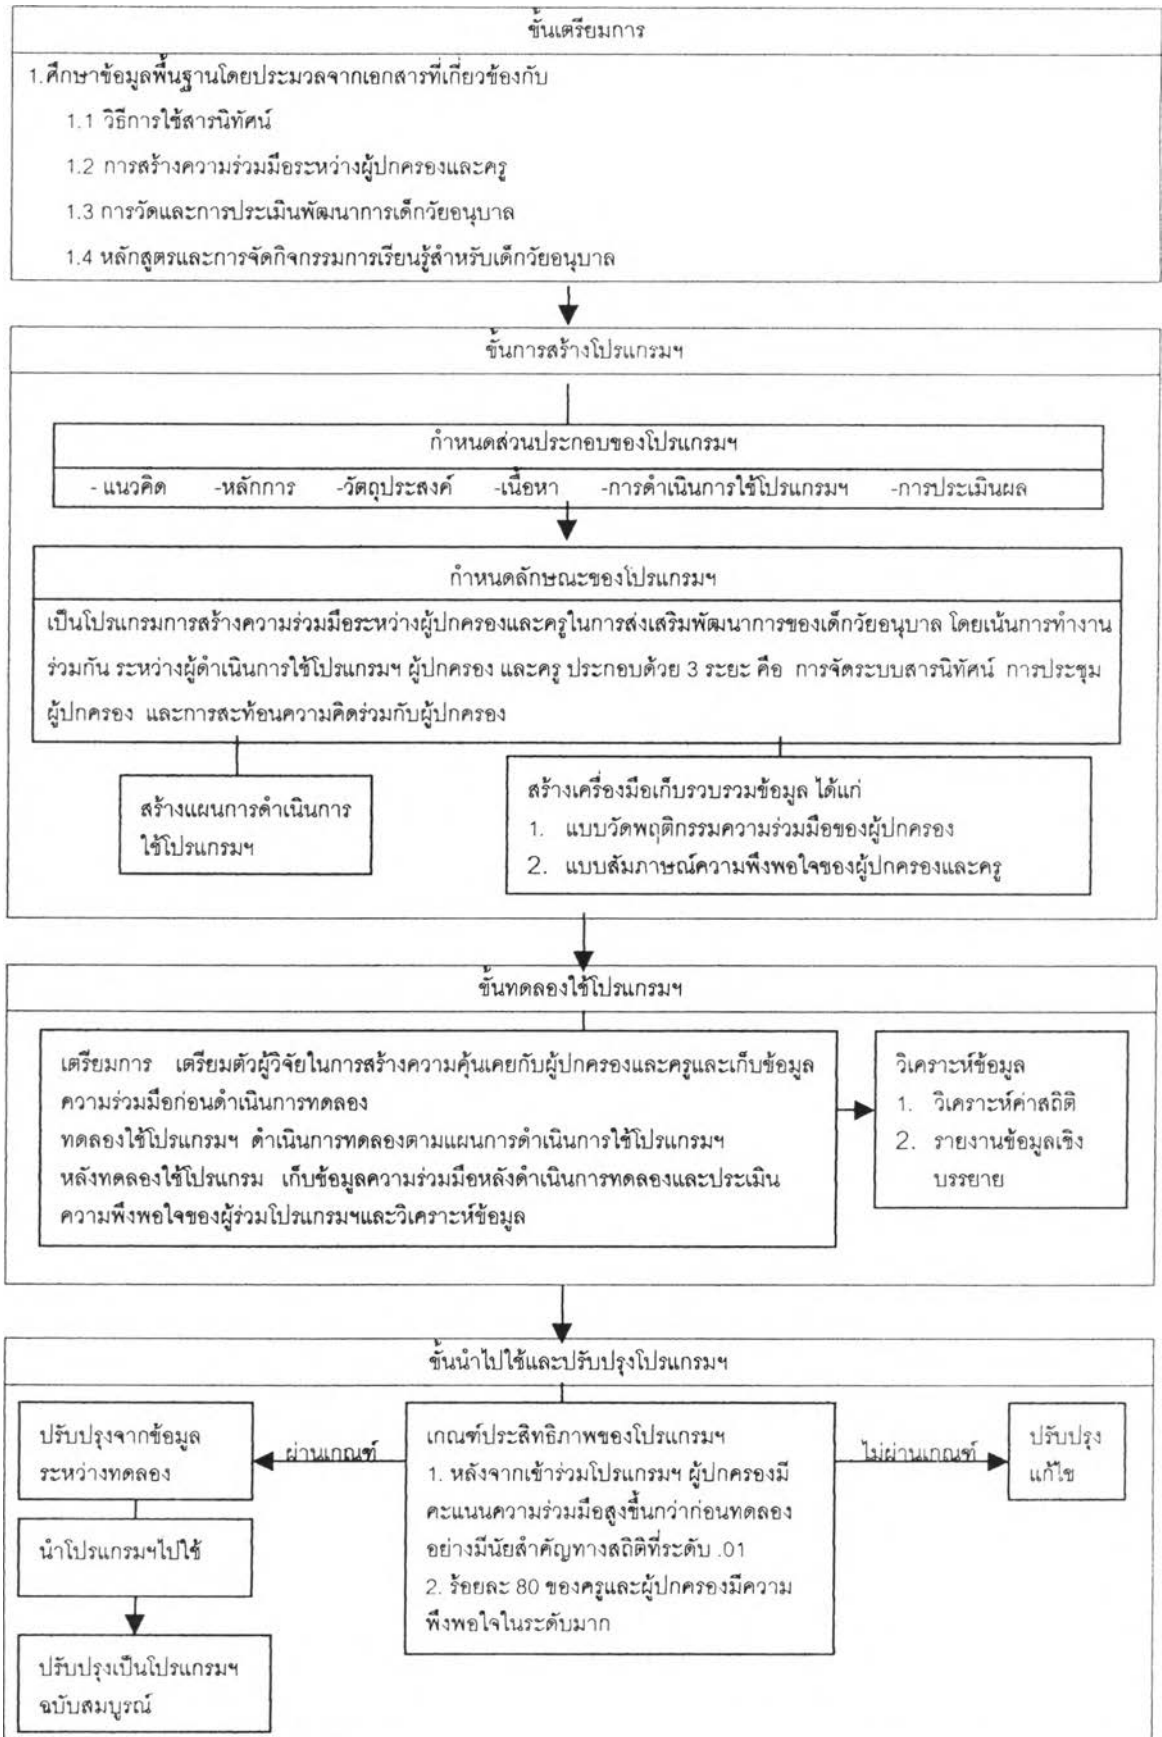 ขั้นเตรียมการ
1.ศึกษาข้อมูลพื้นฐานโดยประมวลจากเอกสารที่เกี่ยวข้องกับ
1.1 วิธีการใช้สารนิทัศน์
1.2 การสร้างความร่วมมือระหว่างผู้ปกครองและครู
1.3 การวัดและการประเมินพัฒนาการเด็กวัยอนุบาล
1.4 หลักสูตรและการจัดกิจกรรมการเรียนรู้สำหรับเด็กวัยอนุบาล
ขั้นการสร้างโปรแกรมฯ
กำหนดส่วนประกอบของโปรแกรมฯ
- แนวคิด -หลักการ -วัตถุประสงค์ -เนื้อหา -การดำเนินการใช้โปรแกรมฯ -การประเมินผล
กำหนดลักษณะของโปรแกรมฯ
เป็นโปรแกรมการสร้างความร่วมมือระหว่างผู้ปกครองและครูในการส่งเสริมพัฒนาการของเด็กวัยอนุบาล โดยเน้นการทำงาน
ร่วมกัน ระหว่างผู้ดำเนินการใช้โปรแกรมฯ ผู้ปกครอง และครู ประกอบด้วย 3 ระยะ คือ การจัดระบบสารนิทัศน์ การประชุม
ผู้ปกครอง และการสะท้อนความคิดร่วมกับผู้ปกครอง
สร้างแผนการดำเนินการ
ใช้โปรแกรมฯ
สร้างเครื่องมือเก็บรวบรวมข้อมูล ได้แก่
1. แบบวัดพฤติกรรมความร่วมมือของผู้ปกครอง
2. แบบสัมภาษณ์ความพึงพอใจของผู้ปกครองและครู
ขั้นทดลองใช้โปรแกรมฯ
เตรียมการ เตรียมตัวผู้วิจัยในการสร้างความคุ้นเคยกับผู้ปกครองและครูและเก็บข้อมูล
ความร่วมมือก่อนดำเนินการทดลอง
ทดลองใช้โปรแกรมฯ ดำเนินการทดลองตามแผนการดำเนินการใช้โปรแกรมฯ
หลังทดลองใช้โปรแกรม เก็บข้อมูลความร่วมมือหลังดำเนินการทดลองและประเมิน
ความพึงพอใจของผู้ร่วมโปรแกรมฯและวิเคราะห์ข้อมูล
วิเคราะห์ข้อมูล
1. วิเคราะห์ค่าสถิติ
2. รายงานข้อมูลเชิง
บรรยาย
ขั้นนำไปใช้และปรับปรุงโปรแกรมฯ
ปรับปรุงจากข้อมูล
ระหว่างทดลอง
ผ่านเกณฑ์
เกณฑ์ประสิทธิภาพของโปรแกรมฯ
1. หลังจากเข้าร่วมโปรแกรมฯ ผู้ปกครองมี
คะแนนความร่วมมือสูงขึ้นกว่าก่อนทดลอง
อย่างมีนัยสำคัญทางสถิติที่ระดับ .01
2. ร้อยละ 80 ของครูและผู้ปกครองมีความ
พึงพอใจในระดับมาก
ไม่ผ่านเกณฑ์
ปรับปรุง
แก้ไข
นำโปรแกรมฯไปใช้
ปรับปรุงเป็นโปรแกรมฯ
ฉบับสมบูรณ์